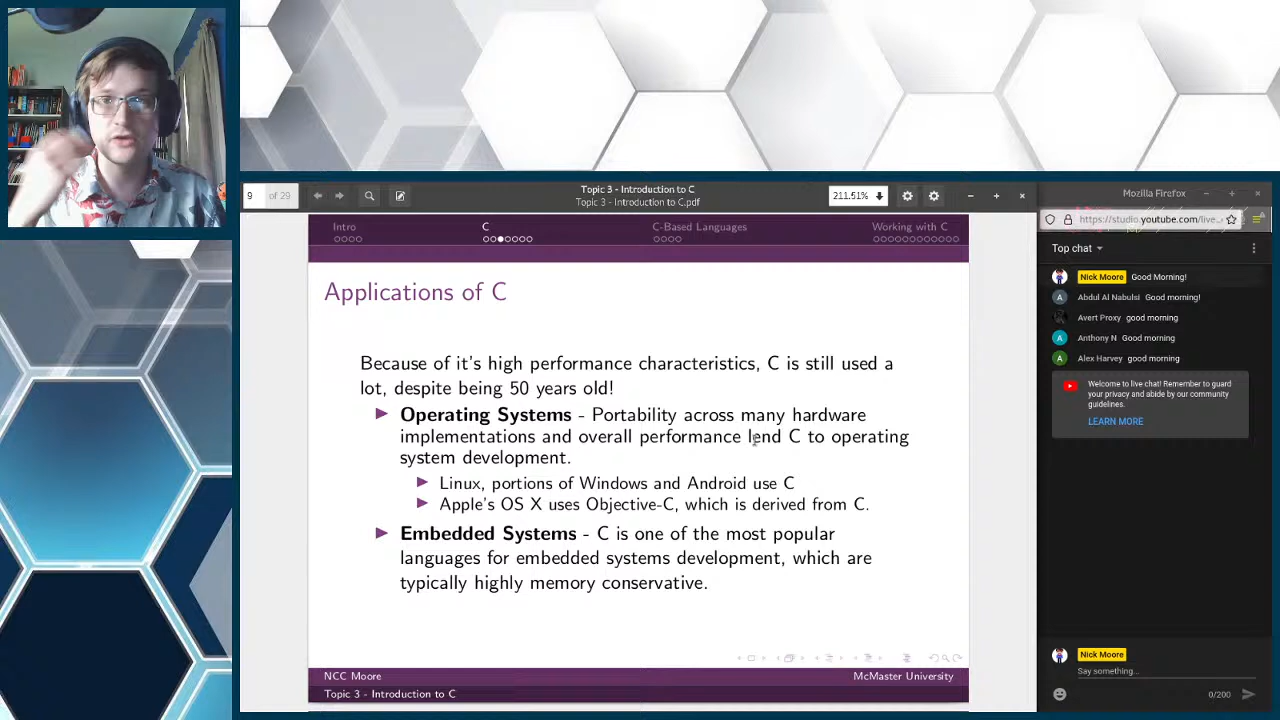 9 of 29
Topic 3 - Introduction to C
Topic 3 - Introduction to C.pdf
211.51%
Intro
C
C-Based Languages
Working with C
Applications of C
Because of it's high performance characteristics, C is still used a
lot, despite being 50 years old!
Operating Systems - Portability across many hardware
implementations and overall performance lend C to operating
system development.
Linux, portions of Windows and Android use C
Apple's OS X uses Objective-C, which is derived from C.
Embedded Systems - C is one of the most popular
languages for embedded systems development, which are
typically highly memory conservative.
NCC Moore
McMaster University
Topic 3 - Introduction to C
Mozilla Firefox
https://studio.youtube.com/live
Top chat
Nick Moore Good Morning!
Abdul Al Nabulsi Good morning!
Avert Proxy good morning
A Anthony N Good morning
A Alex Harvey good morning
Welcome to live chat! Remember to guard
your privacy and abide by our community
guidelines.
LEARN MORE
Nick Moore
Say something...
0/200